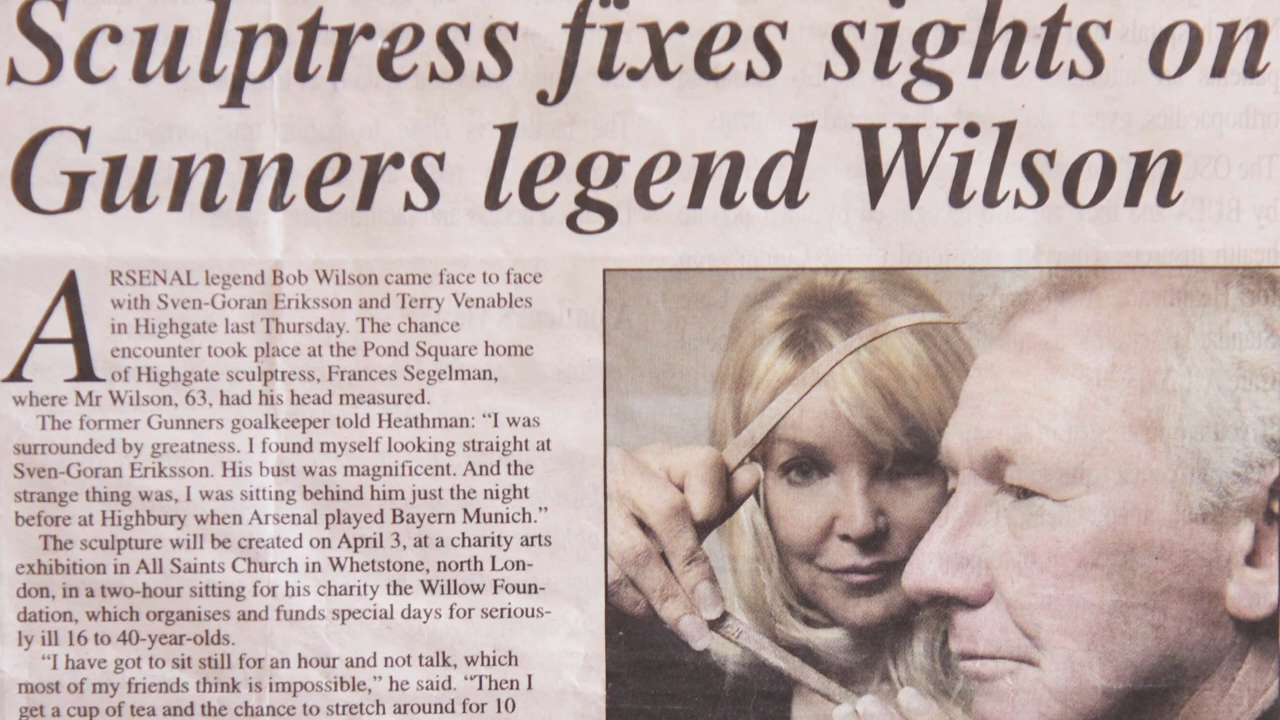 Sculptress fixes sights on
Gunners legend Wilson
ARSENAL legend Bob Wilson came face to face
with Sven-Goran Eriksson and Terry Venables
in Highgate last Thursday. The chance
encounter took place at the Pond Square home
of Highgate sculptress, Frances Segelman,
where Mr Wilson, 63, had his head measured.
The former Gunners goalkeeper told Heathman: “I was
surrounded by greatness. I found myself looking straight at
Sven-Goran Eriksson. His bust was magnificent. And the
strange thing was, I was sitting behind him just the night
before at Highbury when Arsenal played Bayern Munich.”
The sculpture will be created on April 3, at a charity arts
exhibition in All Saints Church in Whetstone, north Lon-
don, in a two-hour sitting for his charity the Willow Foun-
dation, which organises and funds special days for serious-
ly ill 16 to 40-year-olds.
“I have got to sit still for an hour and not talk, which
most of my friends think is impossible,” he said. “Then I
get a cup of tea and the chance to stretch around for 10